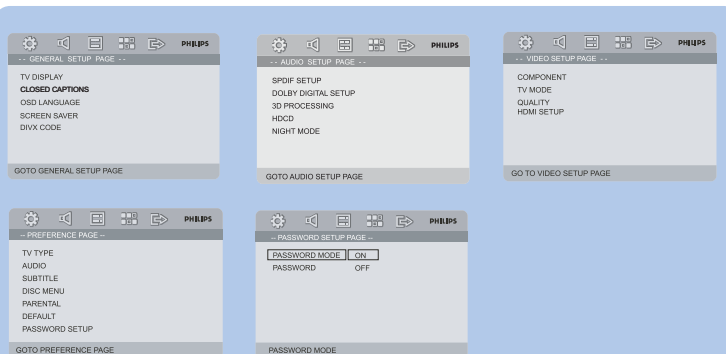 PHILIPS
- - GENERAL SETUP PAGE - -
TV DISPLAY
CLOSED CAPTIONS
OSD LANGUAGE
SCREEN SAVER
DIVX CODE
GOTO GENERAL SETUP PAGE
PHILIPS
- - AUDIO SETUP PAGE - -
SPDIF SETUP
DOLBY DIGITAL SETUP
3D PROCESSING
HDCD
NIGHT MODE
GOTO AUDIO SETUP PAGE
PHILIPS
- - VIDEO SETUP PAGE - -
COMPONENT
TV MODE
QUALITY
HDMI SETUP
GO TO VIDEO SETUP PAGE
PHILIPS
-- PREFERENCE PAGE --
TV TYPE
AUDIO
SUBTITLE
DISC MENU
PARENTAL
DEFAULT
PASSWORD SETUP
GOTO PREFERENCE PAGE
PHILIPS
-- PASSWORD SETUP PAGE --
PASSWORD MODE ON
PASSWORD OFF
PASSWORD MODE